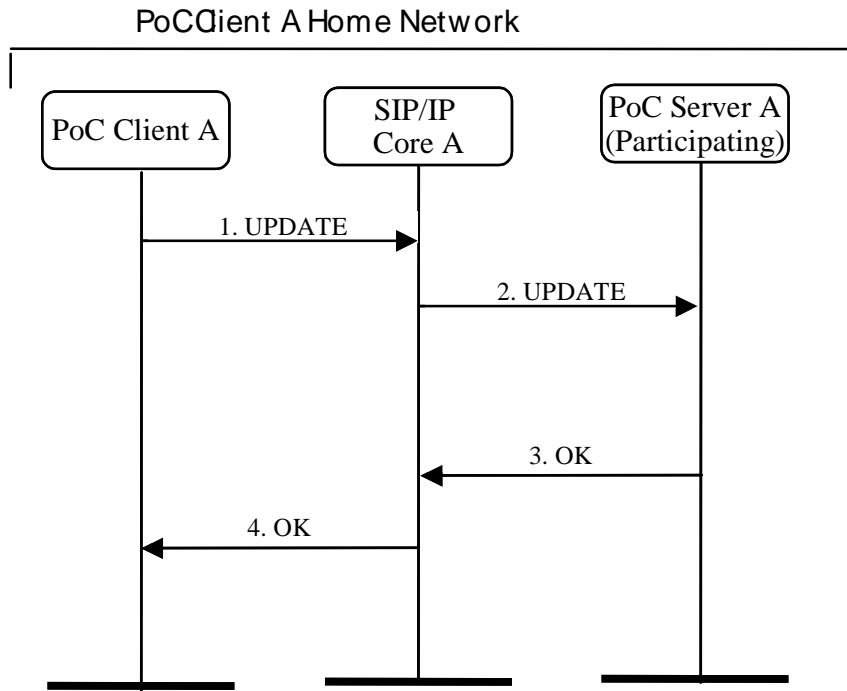 PoCClient A Home Network
PoC Client A
SIP/IP
Core A
PoC Server A
(Participating)
1. UPDATE
2. UPDATE
3. OK
4. OK